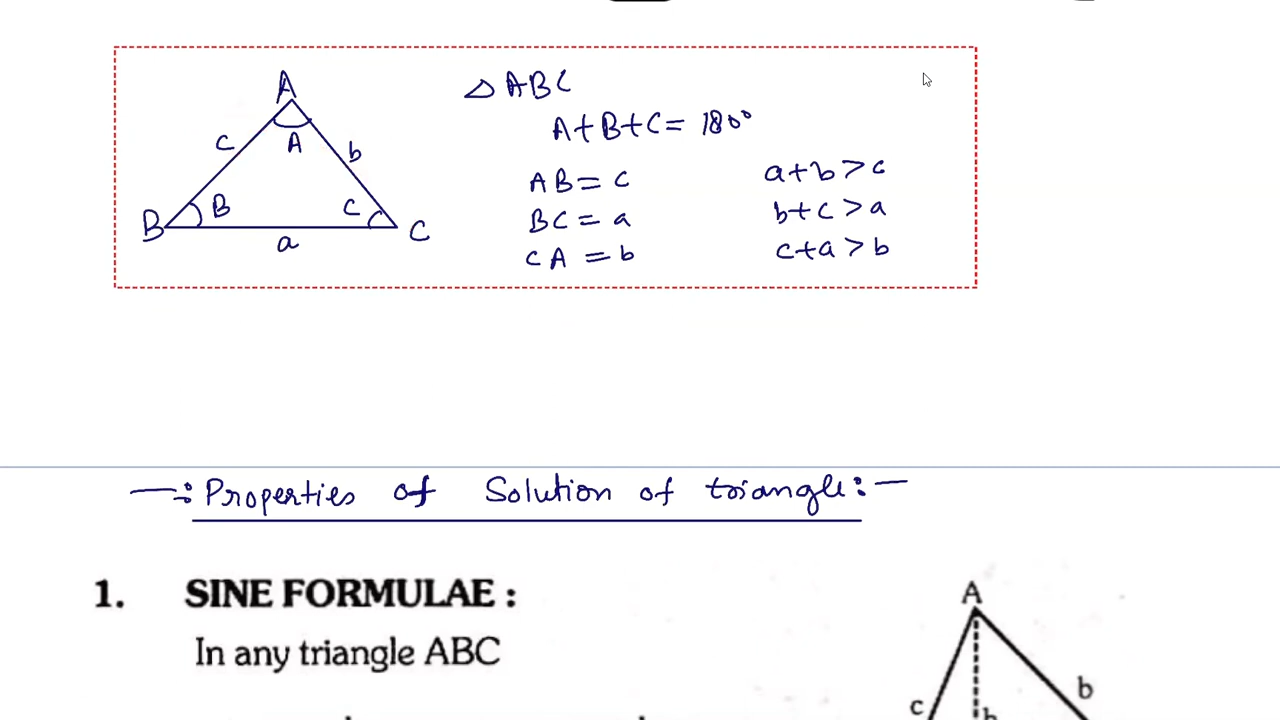 A
c
A
b
B
B
C
C
a
△ ABC
A+B+C= 180°
AB= c
BC= a
CA = b
a+b>c
b+c>a
c+a>b
—: Properties of Solution of triangle:—
1. SINE FORMULAE :
In any triangle ABC
A
b
c
h